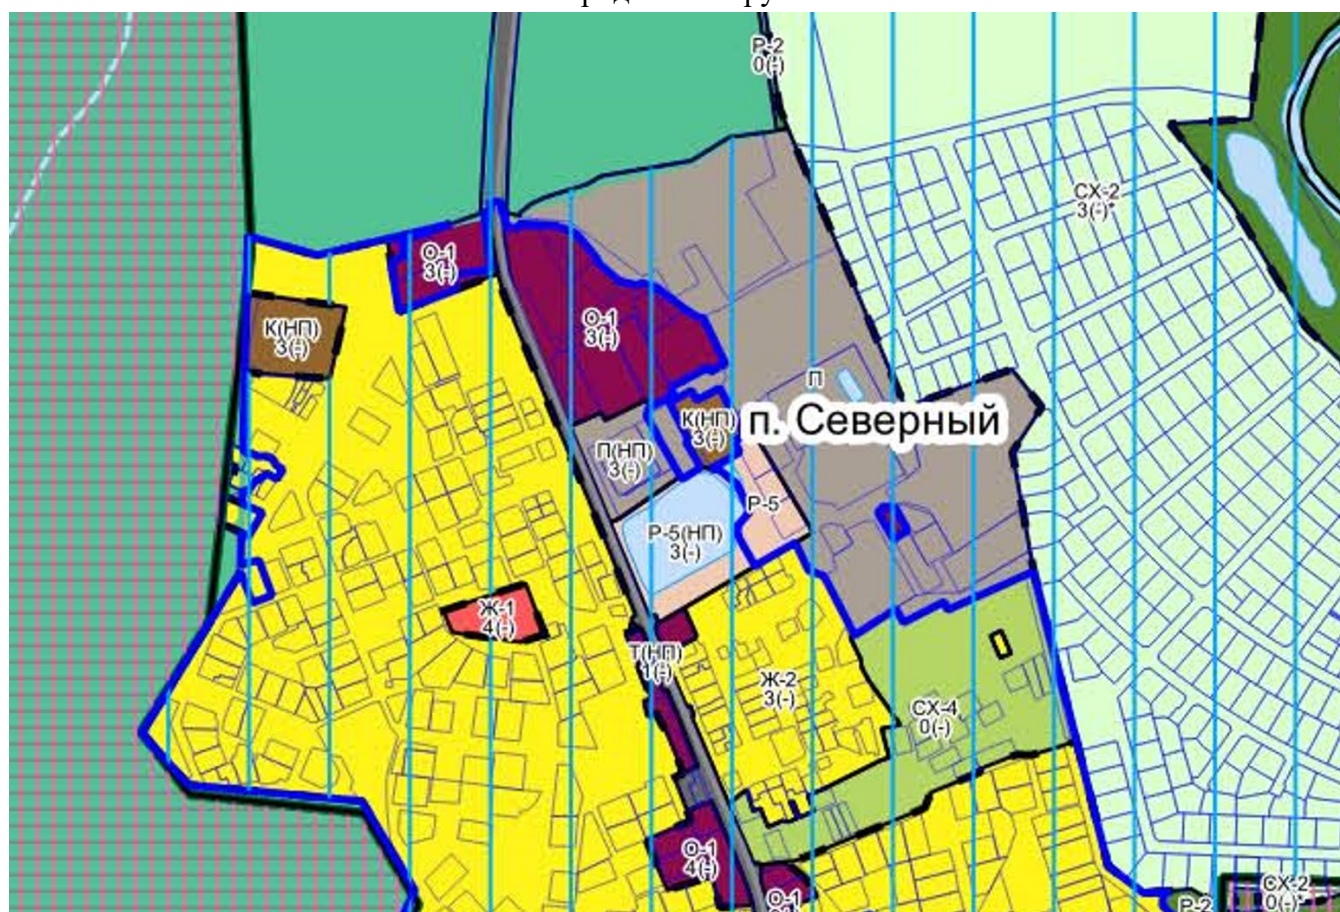 Р-2
0(-)
СХ-2
3(-)*
О-1
3(-)
К(НП)
3(-)
О-1
3(-)
П
К(НП)
3(-)
п. Северный
П(НП)
3(-)
Р-5
Р-5(НП)
3(-)
Ж-1
4(-)
Т(НП)
1(-)
Ж-2
3(-)
СХ-4
0(-)
О-1
4(-)
О-1
СХ-2
0(-)*
Р-2